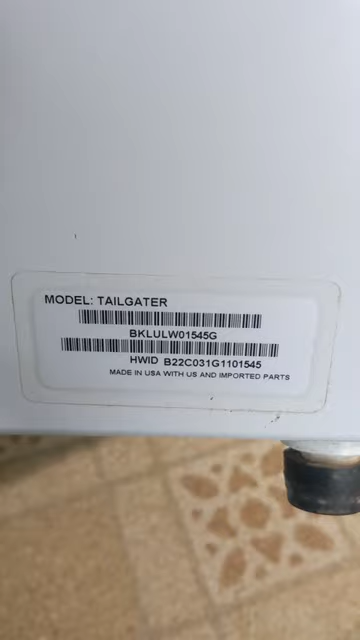 MODEL: TAILGATER
BKLULW01545G
HWID B22C031G1101545
MADE IN USA WITH US AND IMPORTED PARTS